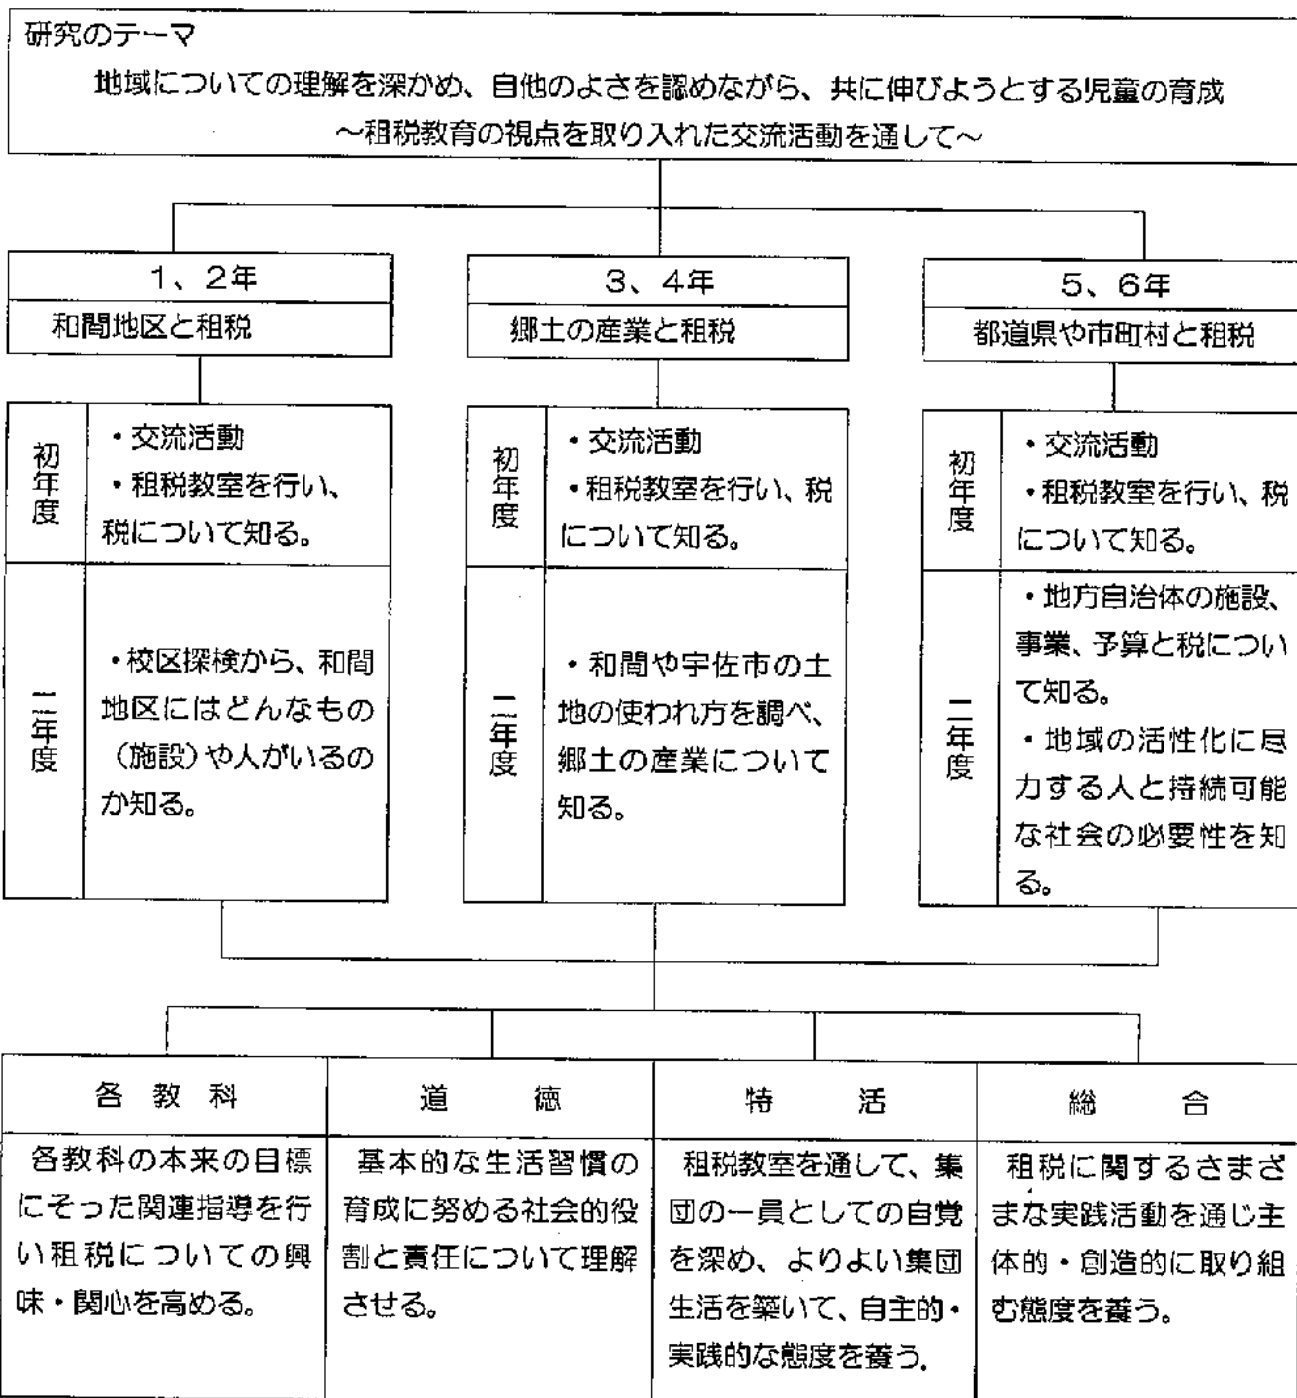 研究のテーマ
地域についての理解を深かめ、自他のよさを認めながら、共に伸びようとする児童の育成
～租税教育の視点を取り入れた交流活動を通して～
1、2年
和間地区と租税
初年度
・交流活動
・租税教室を行い、
税について知る。
二年度
・校区探検から、和間
地区にはどんなもの
（施設）や人がいるの
か知る。
3、4年
郷土の産業と租税
初年度
・交流活動
・租税教室を行い、税
について知る。
二年度
・和間や宇佐市の土
地の使われ方を調べ、
郷土の産業について
知る。
5、6年
都道県や市町村と租税
初年度
・交流活動
・租税教室を行い、税
について知る。
二年度
・地方自治体の施設、
事業、予算と税につい
て知る。
・地域の活性化に尽
力する人と持続可能
な社会の必要性を知
る。
各教科
各教科の本来の目標
にそった関連指導を行
い租税についての興
味・関心を高める。
道徳
基本的な生活習慣の
育成に努める社会的役
割と責任について理解
させる。
特活
租税教室を通して、集
団の一員としての自覚
を深め、よりよい集団
生活を築いて、自主的・
実践的な態度を養う。
総合
租税に関するさまざ
まな実践活動を通じ主
体的・創造的に取り組
む態度を養う。